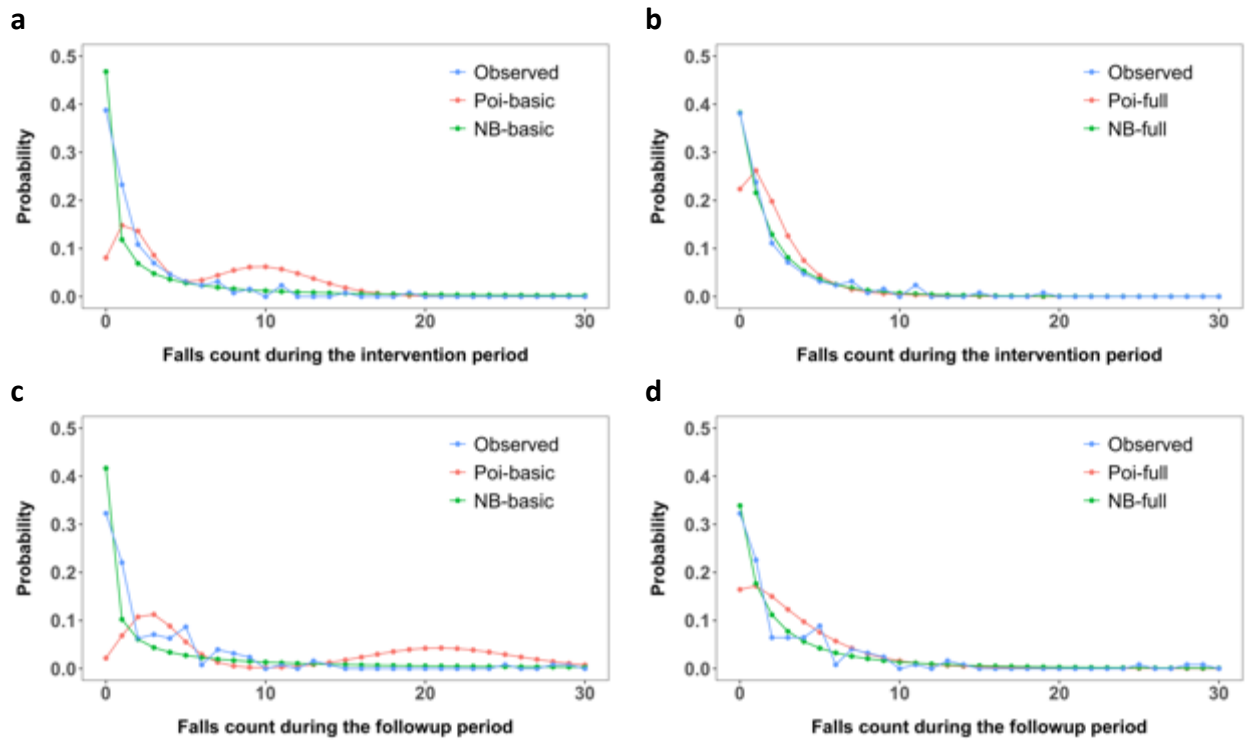 a
0.5
0.4
0.3
0.2
0.1
0.0
Probability
Observed
Poi-basic
NB-basic
0 10 20 30
Falls count during the intervention period
b
0.5
0.4
0.3
0.2
0.1
0.0
Probability
Observed
Poi-full
NB-full
0 10 20 30
Falls count during the intervention period
c
0.5
0.4
0.3
0.2
0.1
0.0
Probability
Observed
Poi-basic
NB-basic
0 10 20 30
Falls count during the followup period
d
0.5
0.4
0.3
0.2
0.1
0.0
Probability
Observed
Poi-full
NB-full
0 10 20 30
Falls count during the followup period